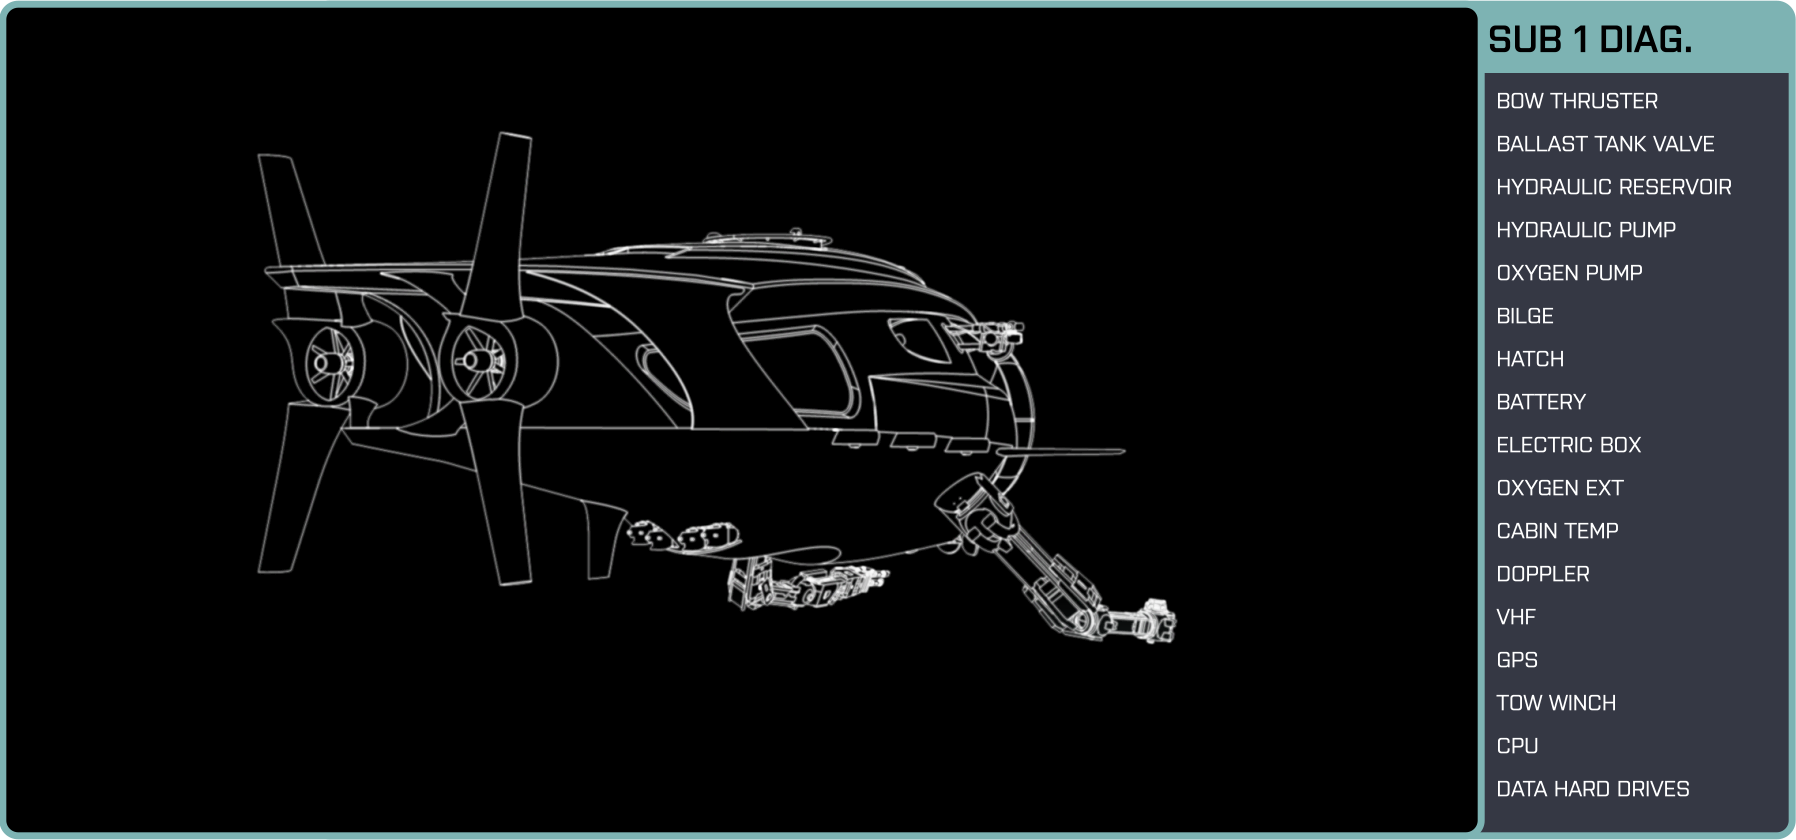 SUB 1 DIAG.
BOW THRUSTER
BALLAST TANK VALVE
HYDRAULIC RESERVOIR
HYDRAULIC PUMP
OXYGEN PUMP
BILGE
HATCH
BATTERY
ELECTRIC BOX
OXYGEN EXT
CABIN TEMP
DOPPLER
VHF
GPS
TOW WINCH
CPU
DATA HARD DRIVES